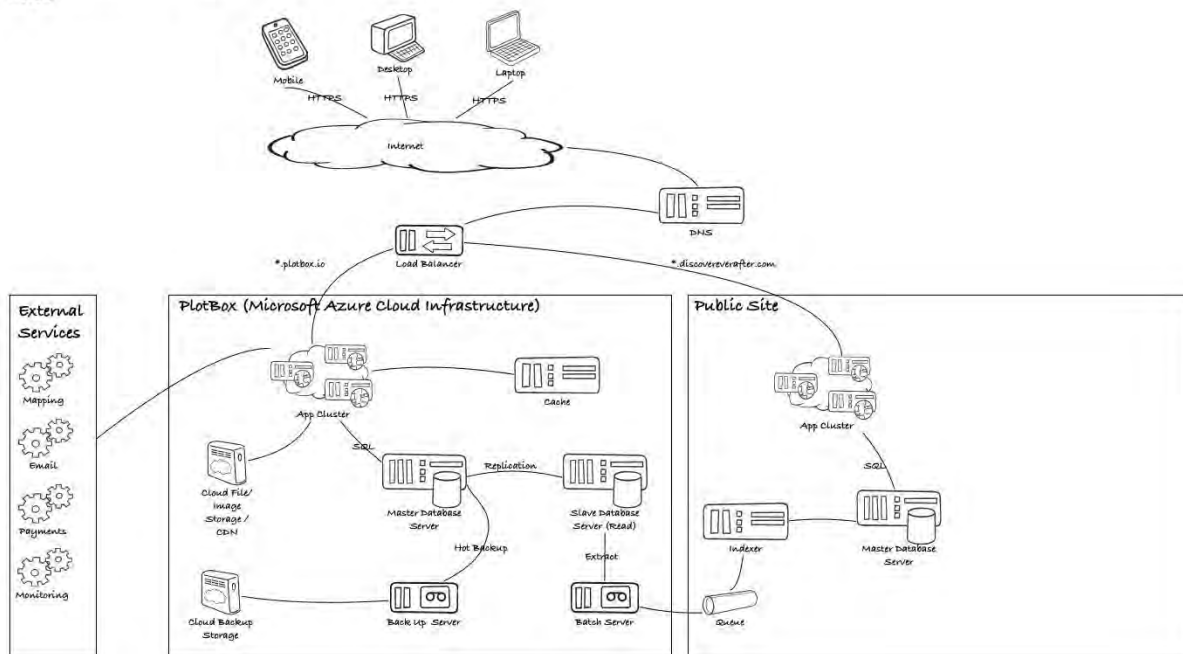 Mobile
Desktop
Laptop
HTTPS
HTTPS
HTTPS
Internet
DNS
Load Balancer
*.plotbox.io
*.discovereverafter.com
External
Services
Mapping
Email
Payments
Monitoring
PlotBox (Microsoft Azure Cloud Infrastructure)
App Cluster
Cache
SQL
Cloud File/
Image
Storage /
CDN
Master Database
Server
Replication
Slave Database
Server (Read)
Hot Backup
Extract
Cloud Backup
Storage
Back Up Server
Batch Server
Public Site
App Cluster
SQL
Indexer
Master Database
Server
Queue